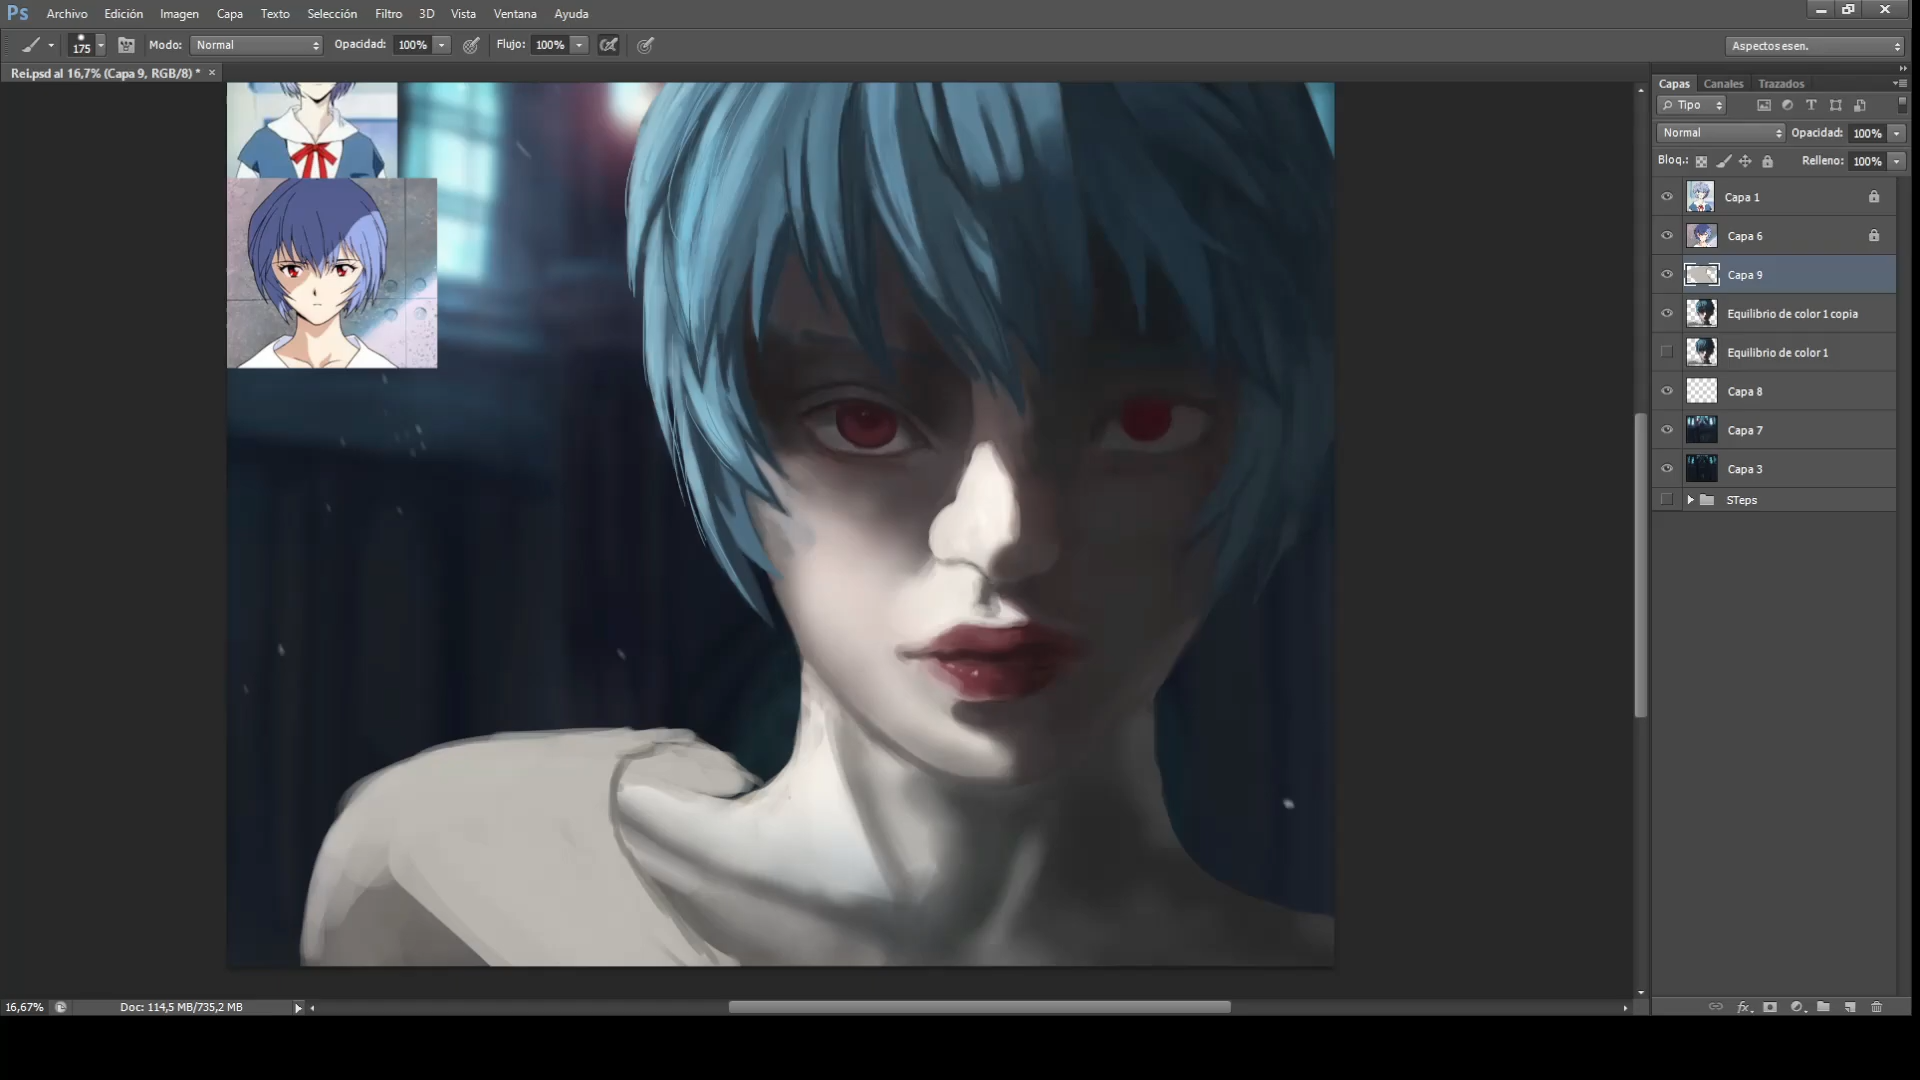 Ps Archivo Edición Imagen Capa Texto Selección Filtro 3D Vista Ventana Ayuda
175 Modo: Normal Opacidad: 100% Flujo: 100% Aspectos esen.
Rei.psd al 16,7% (Capa 9, RGB/8) * ×
Capas Canales Trazados
Tipo
Normal Opacidad: 100%
Bloq.: Relleno: 100%
Capa 1
Capa 6
Capa 9
Equilibrio de color 1 copia
Equilibrio de color 1
Capa 8
Capa 7
Capa 3
STeps
16,67% Doc: 114,5 MB/735,2 MB
fx